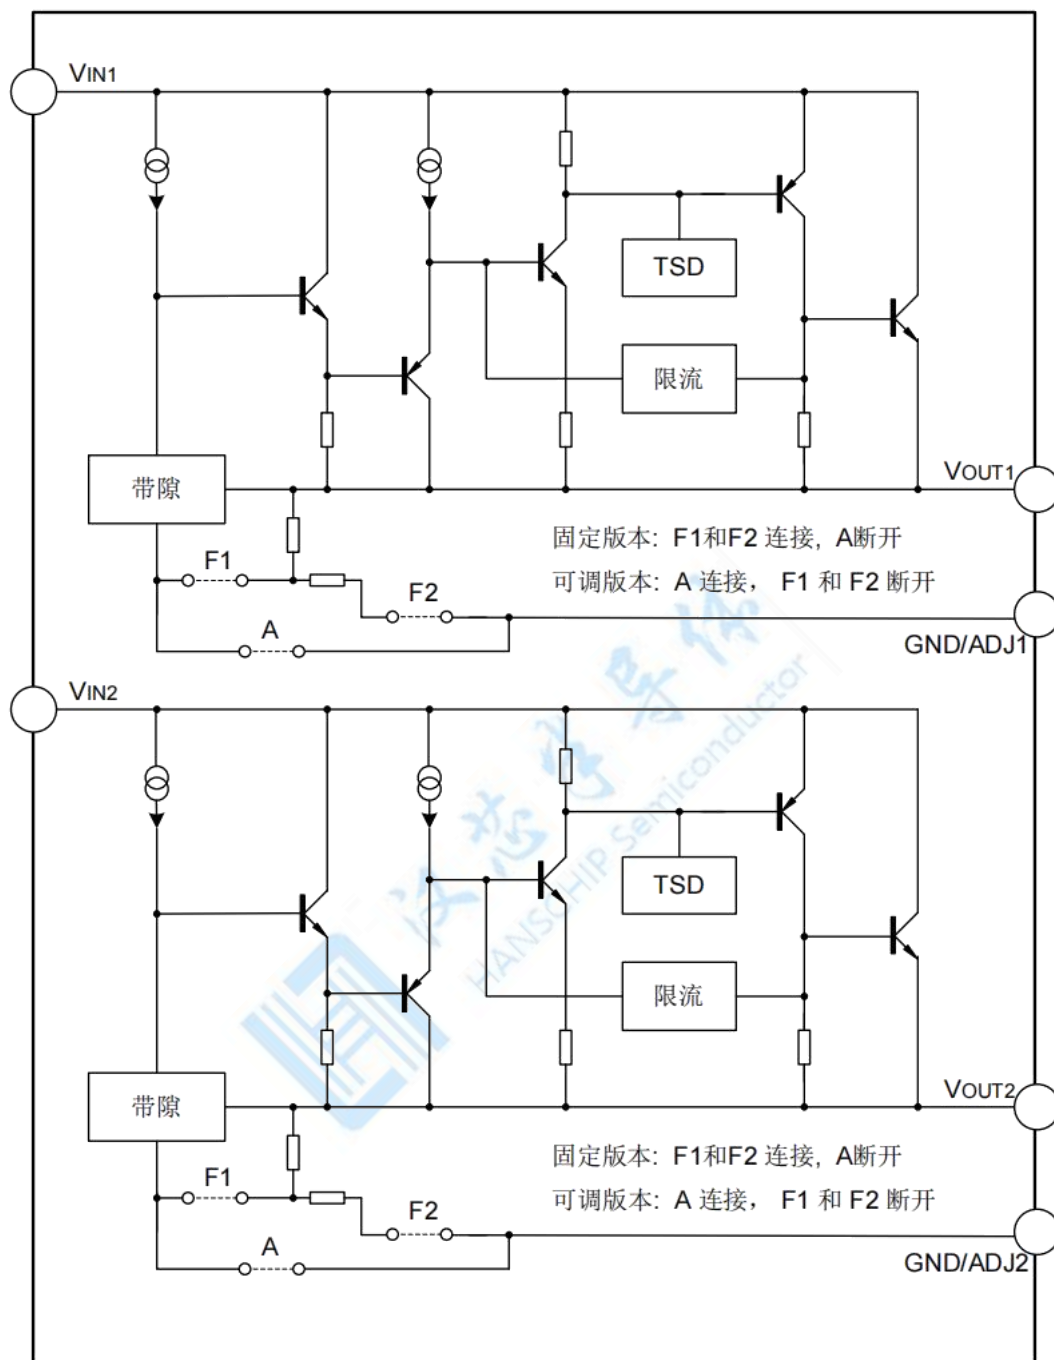 VIN1
TSD
限流
带隙
VOUT1
固定版本: F1和F2 连接, A断开
F1
可调版本: A 连接, F1 和 F2 断开
F2
A
GND/ADJ1
VIN2
TSD
限流
带隙
VOUT2
固定版本: F1和F2 连接, A断开
F1
可调版本: A 连接, F1 和 F2 断开
F2
A
GND/ADJ2
HANSCHIP Semiconductor